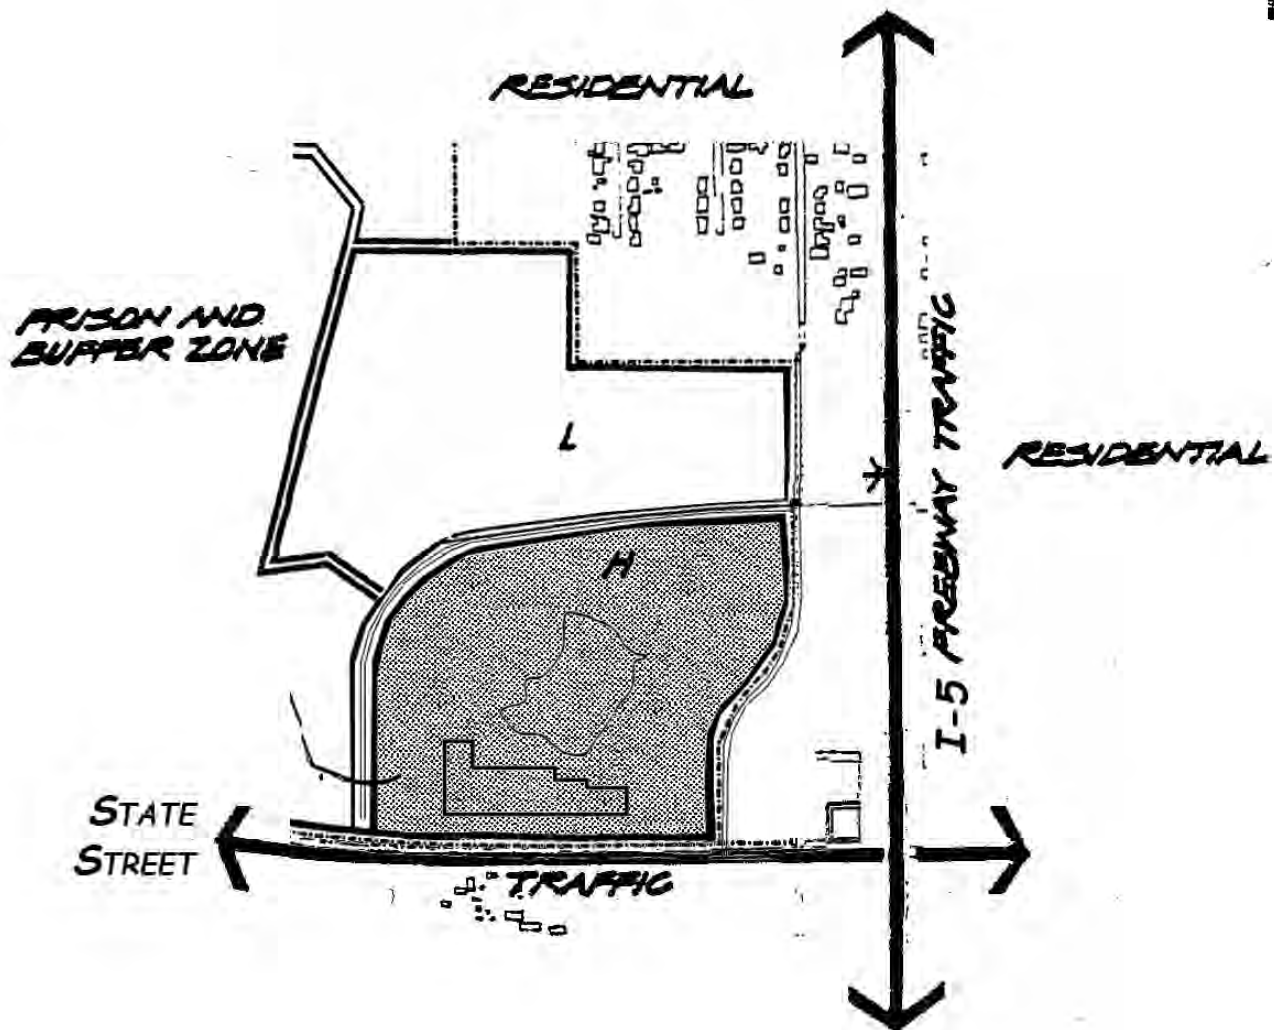 RESIDENTIAL
PRISON AND
BUFFER ZONE
L
I-5 FREEWAY TRAFFIC
RESIDENTIAL
H
STATE
STREET
TRAFFIC